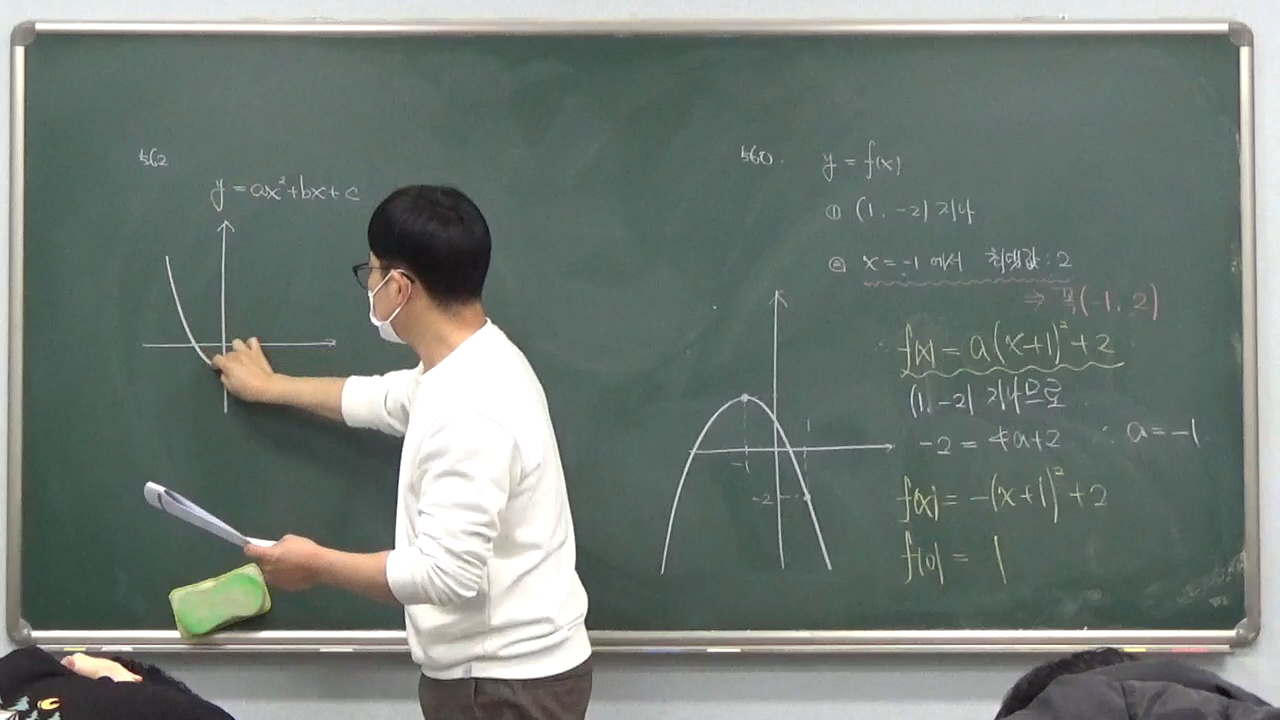 562
y = ax²+bx+c
560.
y = f(x)
① (1, -2) 지나
② x = -1 에서 최댓값 : 2
⇒ 꼭(-1, 2)
f(x) = a(x+1)²+2
(1, -2) 지나므로
-2 = 4a+2 ∴ a = -1
f(x) = -(x+1)²+2
f(0) = 1
1
-1
-2